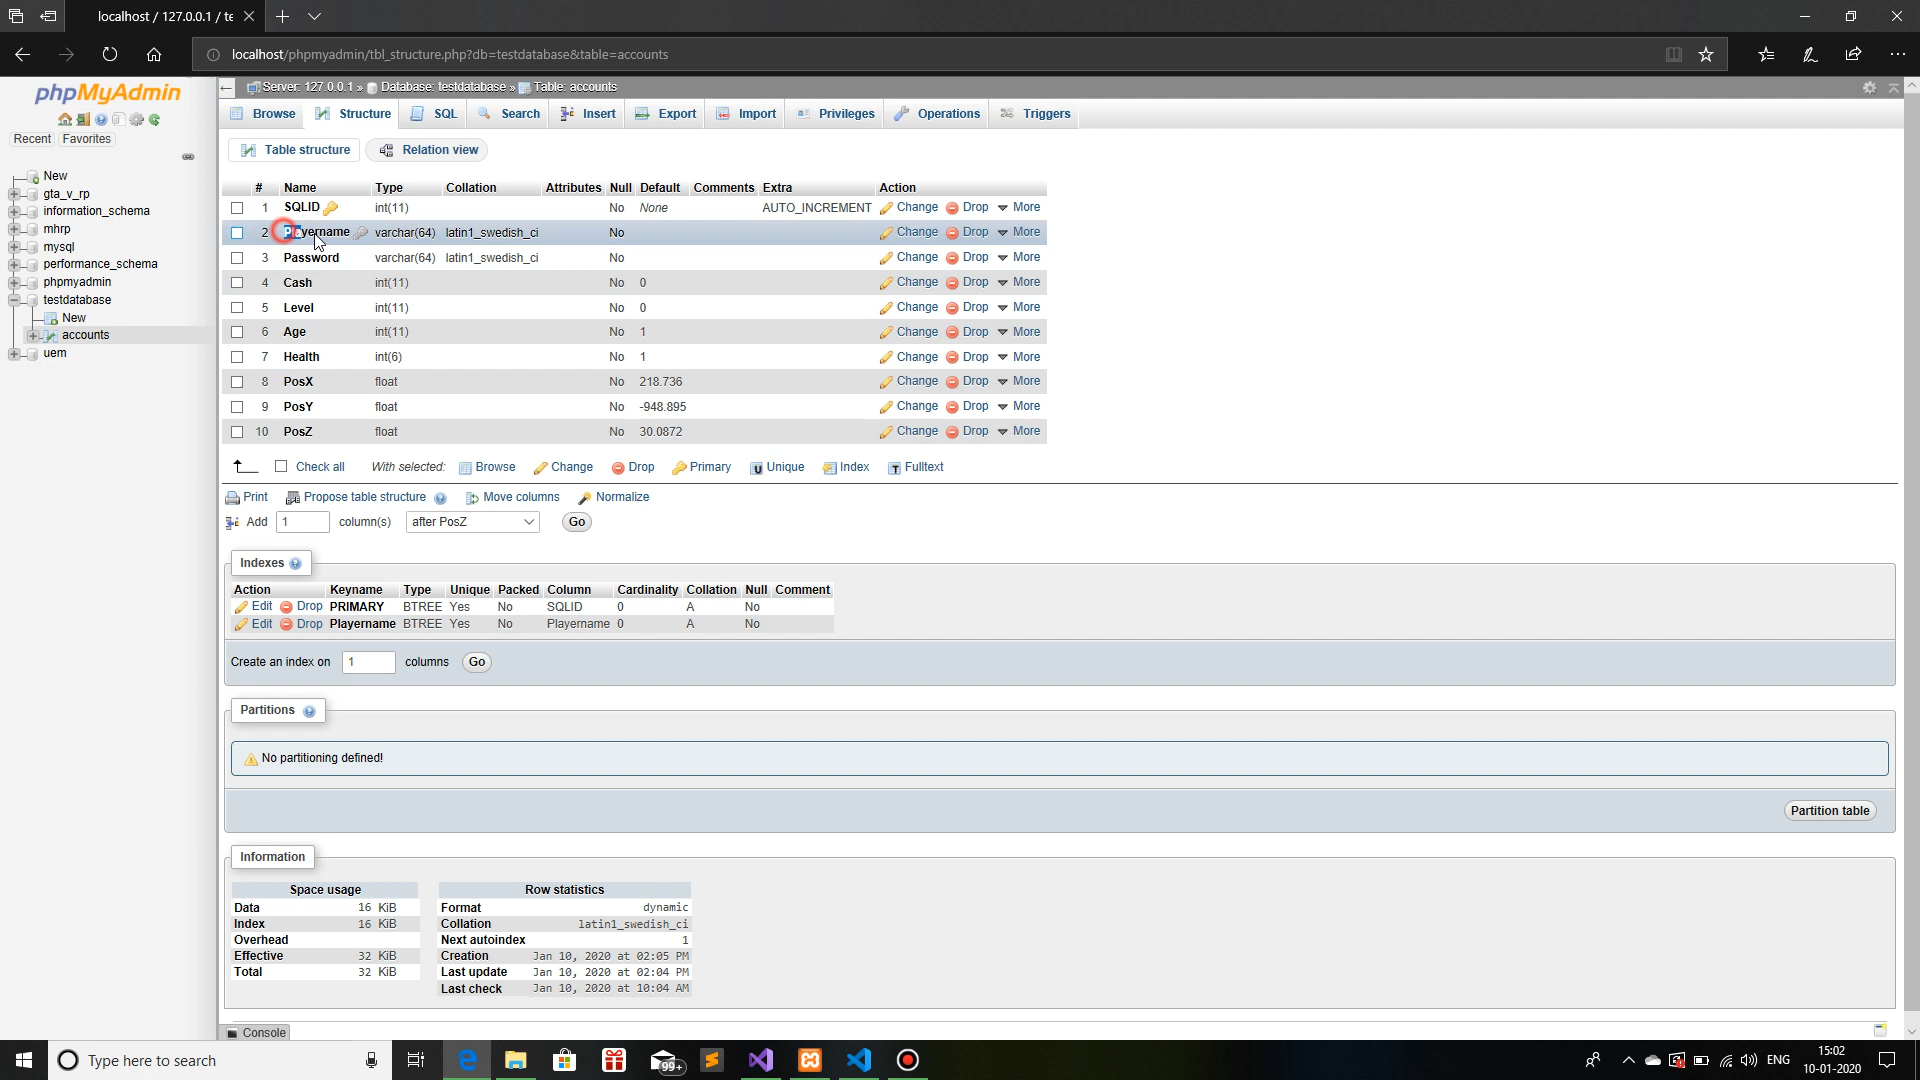 localhost / 127.0.0.1 / te
localhost/phpmyadmin/tbl_structure.php?db=testdatabase&table=accounts
phpMyAdmin
Recent Favorites
New
gta_v_rp
information_schema
mhrp
mysql
performance_schema
phpmyadmin
testdatabase
New
accounts
uem
Server: 127.0.0.1 » Database: testdatabase » Table: accounts
Browse Structure SQL Search Insert Export Import Privileges Operations Triggers
Table structure Relation view
# Name Type Collation Attributes Null Default Comments Extra Action
1 SQLID int(11) No None AUTO_INCREMENT Change Drop More
2 Playername varchar(64) latin1_swedish_ci No Change Drop More
3 Password varchar(64) latin1_swedish_ci No Change Drop More
4 Cash int(11) No 0 Change Drop More
5 Level int(11) No 0 Change Drop More
6 Age int(11) No 1 Change Drop More
7 Health int(6) No 1 Change Drop More
8 PosX float No 218.736 Change Drop More
9 PosY float No -948.895 Change Drop More
10 PosZ float No 30.0872 Change Drop More
Check all With selected: Browse Change Drop Primary Unique Index Fulltext
Print Propose table structure Move columns Normalize
Add 1 column(s) after PosZ Go
Indexes
Action Keyname Type Unique Packed Column Cardinality Collation Null Comment
Edit Drop PRIMARY BTREE Yes No SQLID 0 A No
Edit Drop Playername BTREE Yes No Playername 0 A No
Create an index on 1 columns Go
Partitions
No partitioning defined!
Partition table
Information
Space usage
Data 16 KiB
Index 16 KiB
Overhead
Effective 32 KiB
Total 32 KiB
Row statistics
Format dynamic
Collation latin1_swedish_ci
Next autoindex 1
Creation Jan 10, 2020 at 02:05 PM
Last update Jan 10, 2020 at 02:04 PM
Last check Jan 10, 2020 at 10:04 AM
Console
Type here to search
99+
ENG
15:02
10-01-2020